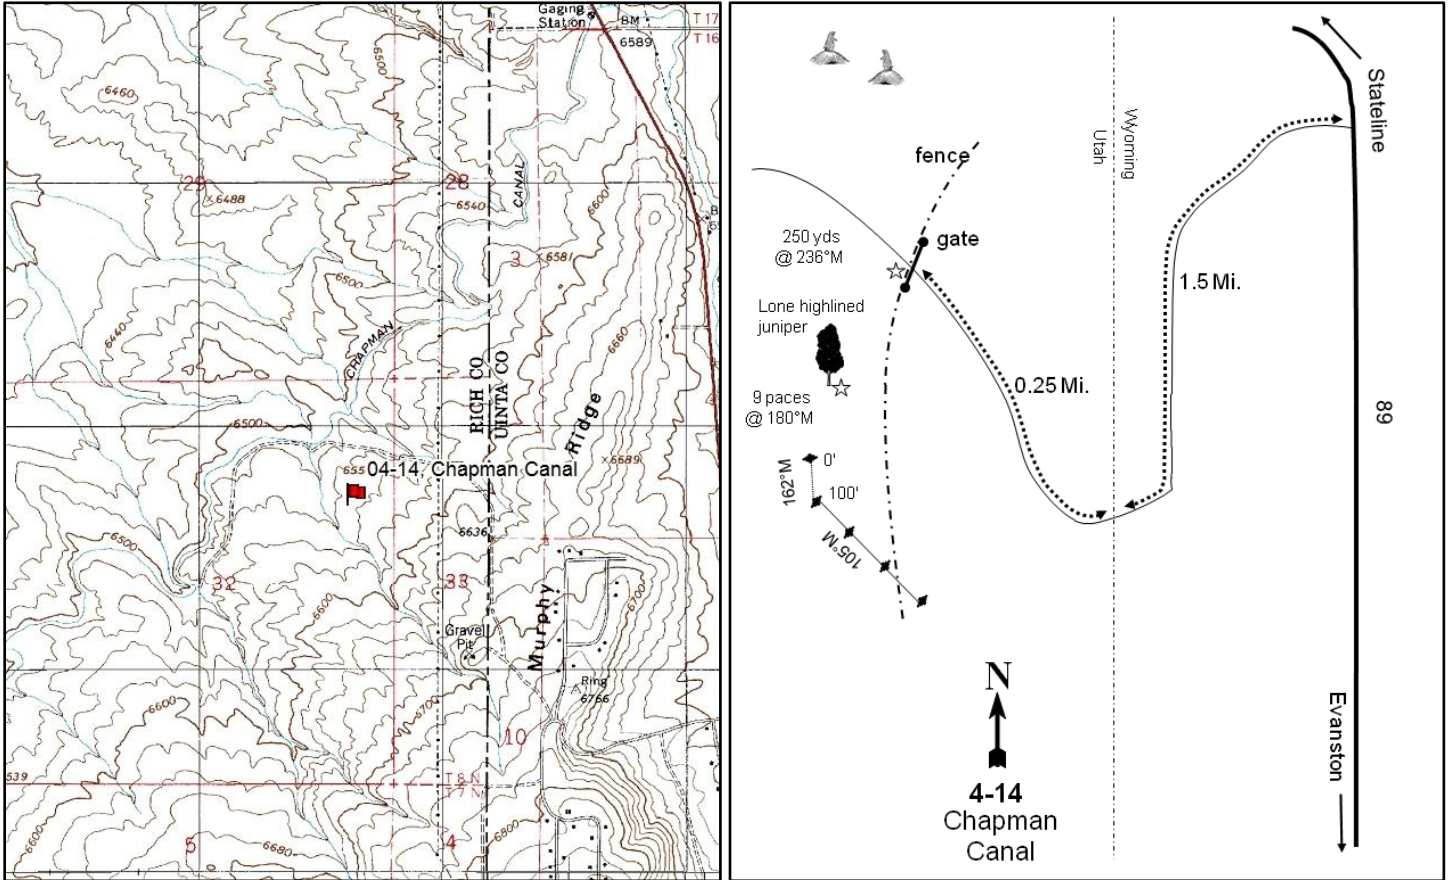 Gaging
Station
BM
6589
T 17
T 16
6500
6460
29
6488
28
6540
CANAL
6600
3
6581
6500
6440
CHAPMAN
6660
RICH CO
UINTA CO
Ridge
6500
6689
655
04-14, Chapman Canal
6636
6500
32
33
6600
6700
Murphy
Gravel
Pit
Ring
6766
6600
6700
10
539
T 8 N
T 7 N
6600
5
6680
4
6800
Stateline
Wyoming
Utah
fence
250 yds
@ 236°M
gate
1.5 Mi.
Lone highlined
juniper
0.25 Mi.
9 paces
@ 180°M
89
0'
162°M
100'
105°M
N
Evanston
4-14
Chapman
Canal